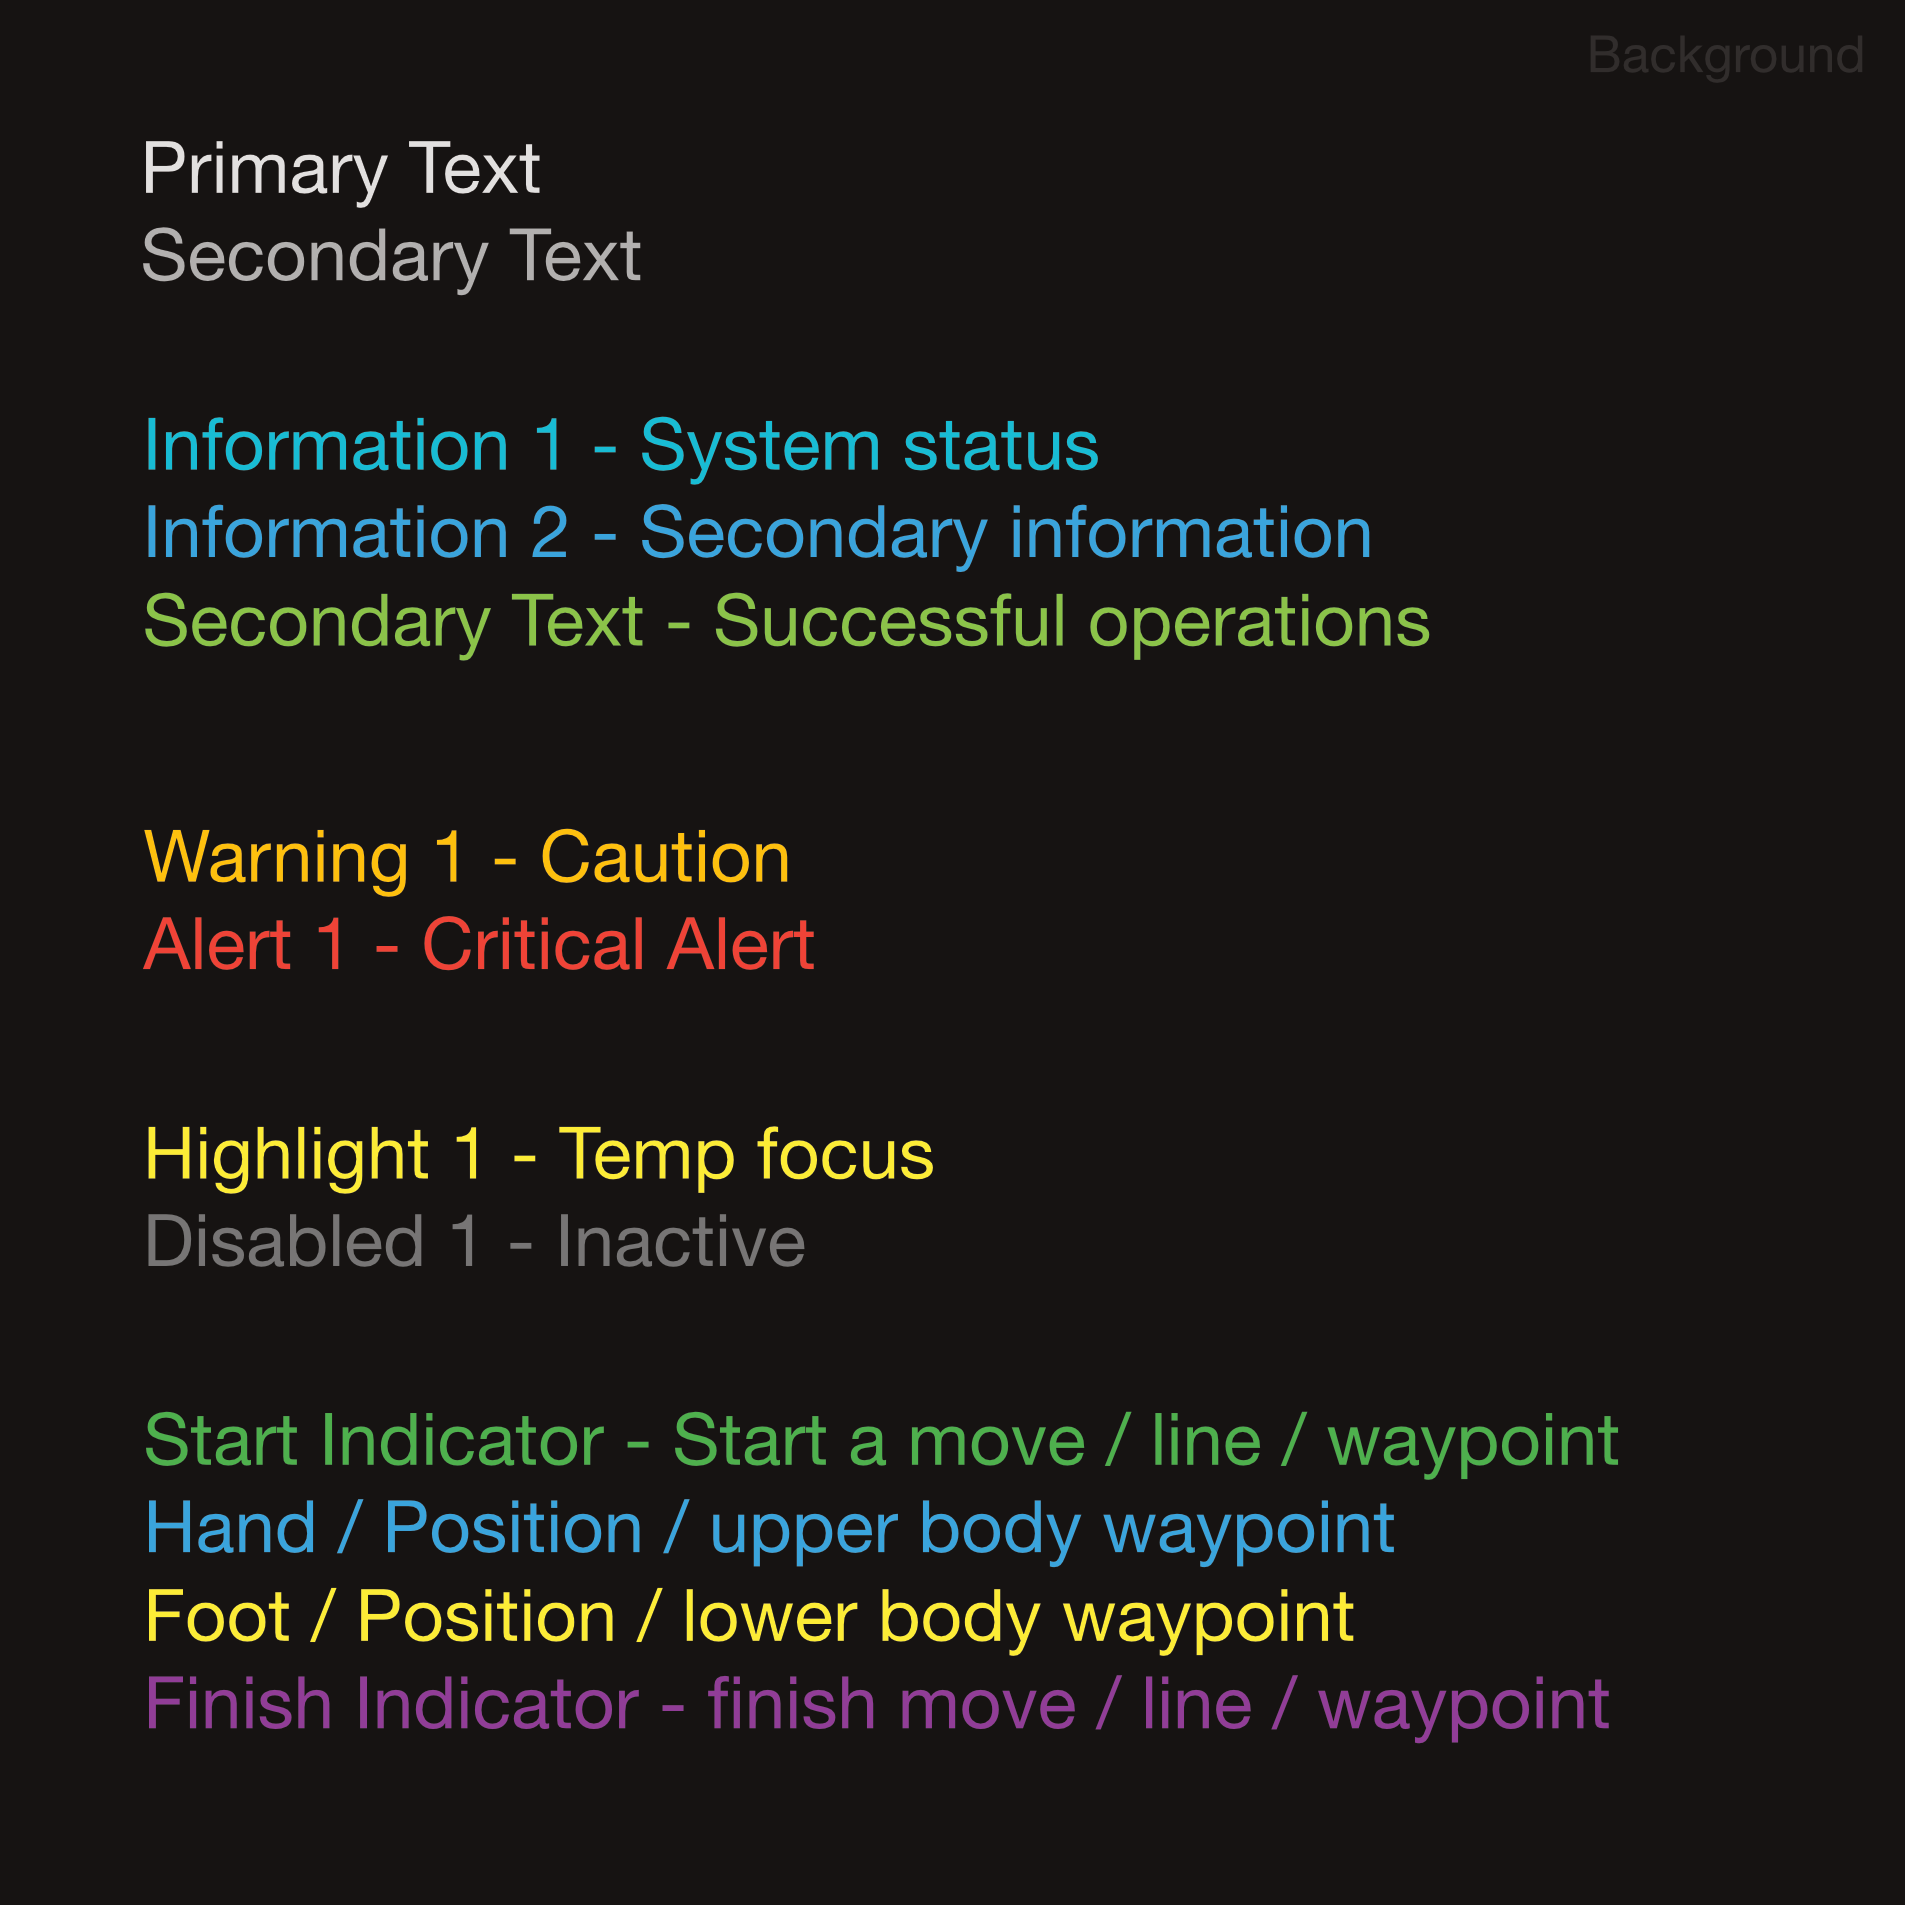 Background
Primary Text
Secondary Text
Information 1 - System status
Information 2 - Secondary information
Secondary Text - Successful operations
Warning 1 - Caution
Alert 1 - Critical Alert
Highlight 1 - Temp focus
Disabled 1 - Inactive
Start Indicator - Start a move / line / waypoint
Hand / Position / upper body waypoint
Foot / Position / lower body waypoint
Finish Indicator - finish move / line / waypoint